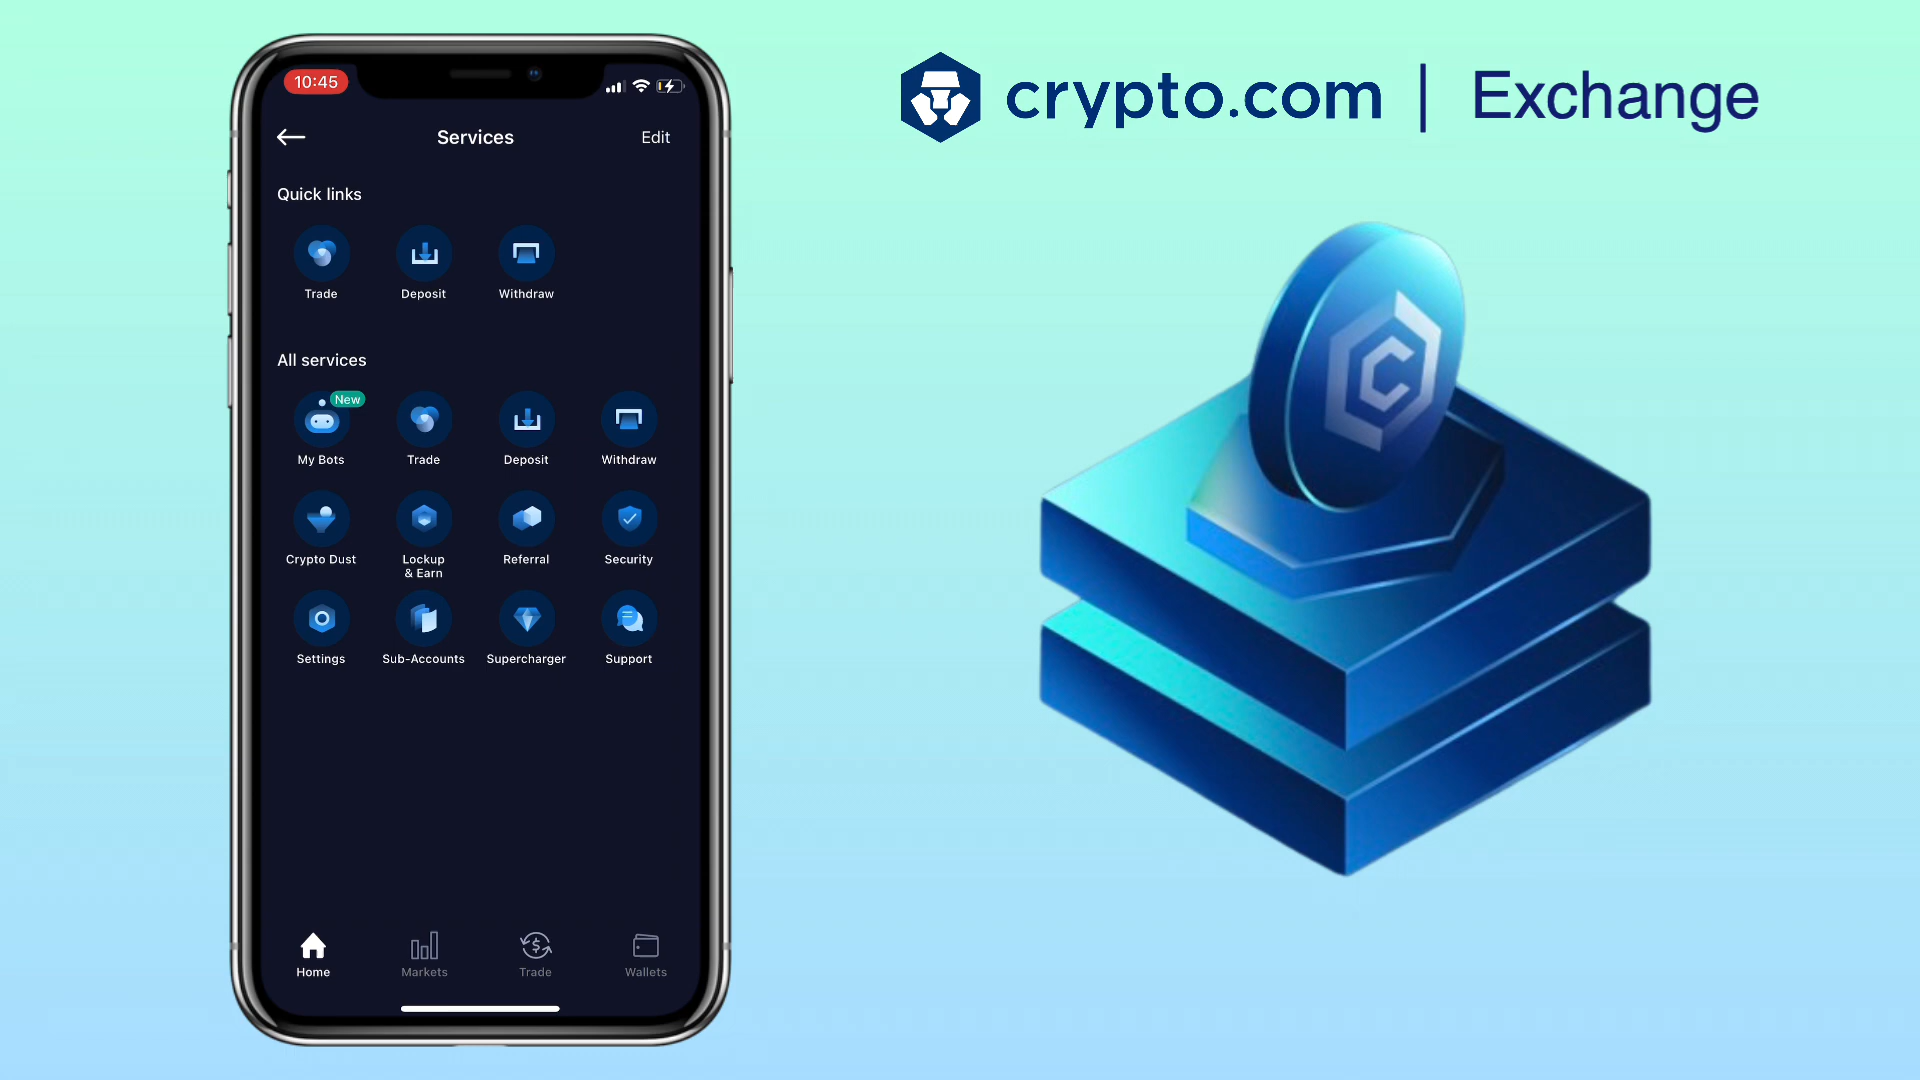 10:45
Services
Edit
Quick links
Trade
Deposit
Withdraw
All services
New
My Bots
Trade
Deposit
Withdraw
Crypto Dust
Lockup
& Earn
Referral
Security
Settings
Sub-Accounts
Supercharger
Support
Home
Markets
Trade
Wallets
crypto.com | Exchange